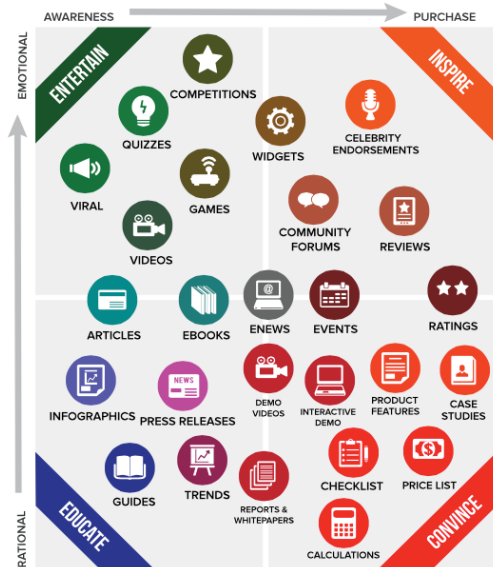 AWARENESS
PURCHASE
EMOTIONAL
RATIONAL
ENTERTAIN
INSPIRE
COMPETITIONS
QUIZZES
WIDGETS
CELEBRITY
ENDORSEMENTS
VIRAL
GAMES
COMMUNITY
FORUMS
REVIEWS
VIDEOS
@
ARTICLES
EBOOKS
ENEWS
EVENTS
RATINGS
NEWS
INFOGRAPHICS
PRESS RELEASES
DEMO
VIDEOS
INTERACTIVE
DEMO
PRODUCT
FEATURES
CASE
STUDIES
$
GUIDES
TRENDS
REPORTS &
WHITEPAPERS
CHECKLIST
PRICE LIST
CALCULATIONS
EDUCATE
CONVINCE